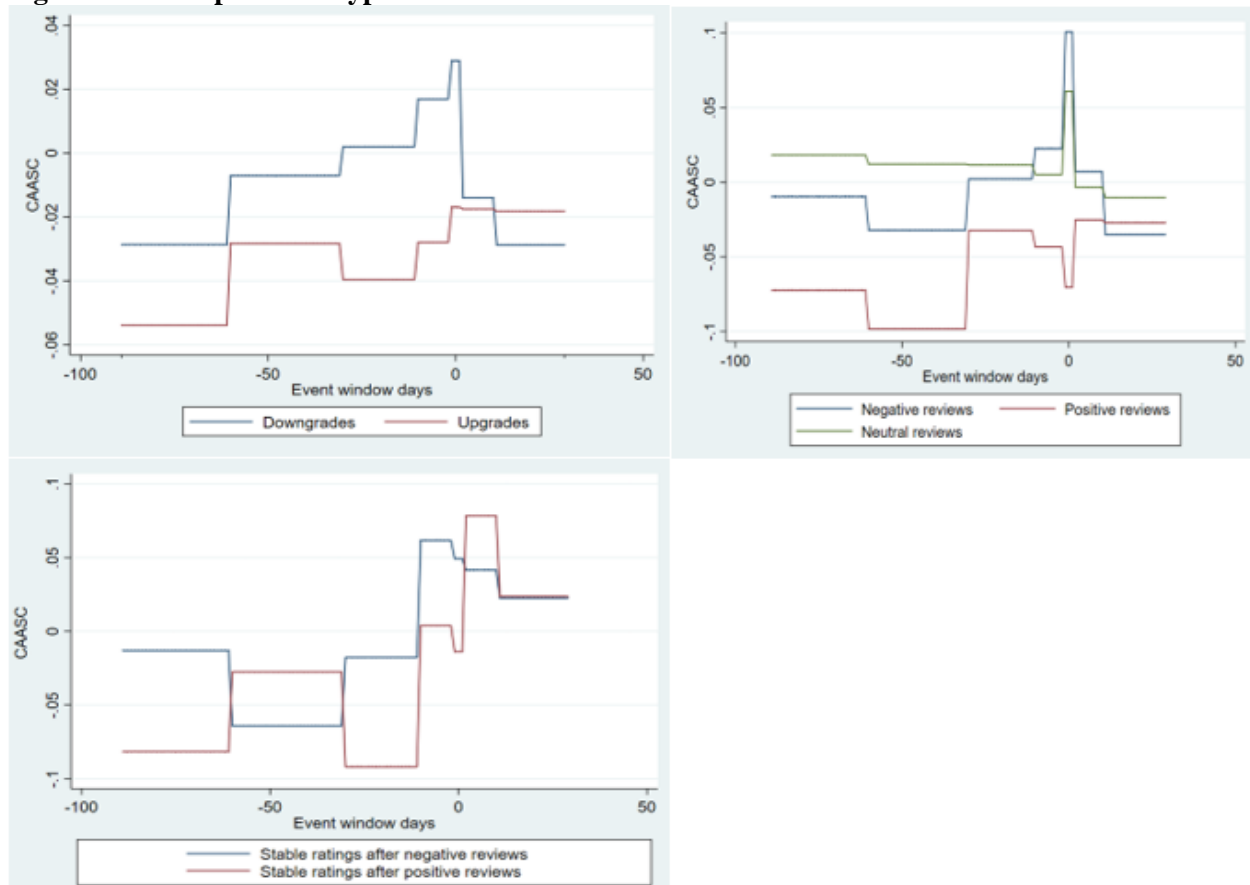 .04
.02
0
-.02
-.04
-.06
CAASC
-100 -50 0 50
Event window days
Downgrades Upgrades
.1
.05
0
-.05
-.1
CAASC
-100 -50 0 50
Event window days
Negative reviews Positive reviews
Neutral reviews
.1
.05
0
-.05
-.1
CAASC
-100 -50 0 50
Event window days
Stable ratings after negative reviews
Stable ratings after positive reviews